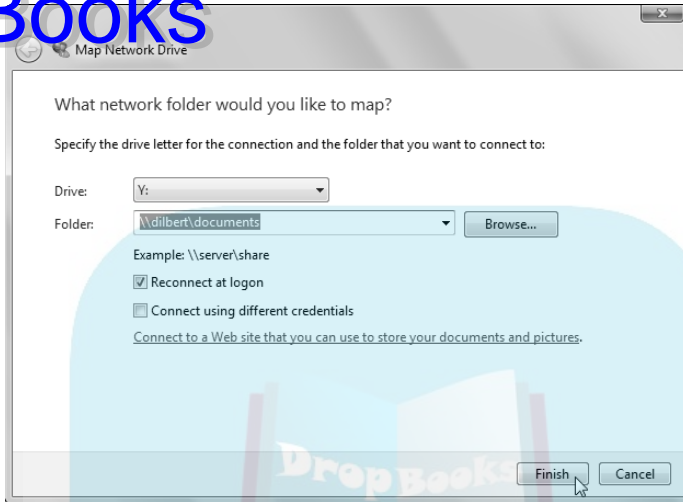 Books
Map Network Drive
What network folder would you like to map?
Specify the drive letter for the connection and the folder that you want to connect to:
Drive: Y:
Folder: \\dilbert\documents Browse...
Example: \\server\share
Reconnect at logon
Connect using different credentials
Connect to a Web site that you can use to store your documents and pictures.
DropBooks
Finish Cancel